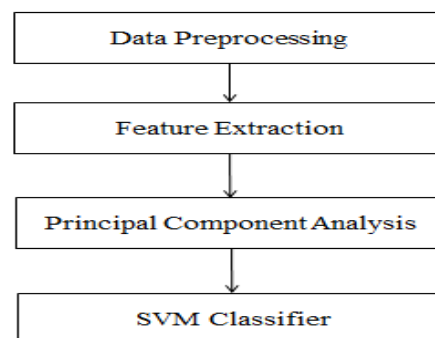 Data Preprocessing
Feature Extraction
Principal Component Analysis
SVM Classifier